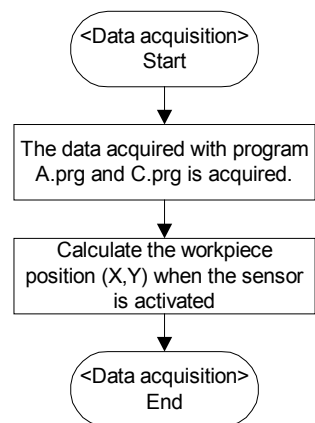 <Data acquisition>
Start
The data acquired with program
A.prg and C.prg is acquired.
Calculate the workpiece
position (X,Y) when the sensor
is activated
<Data acquisition>
End